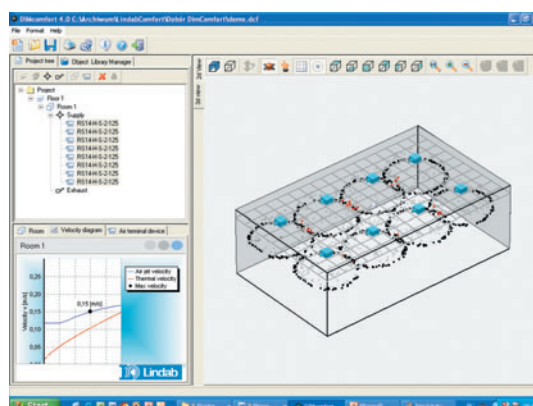 DIMcomfort 4.0 C:\Archiwum\LindabComfort\Dobór DimComfort\demo.dcf
File Format Help
Project tree
Object Library Manager
2d View
3d view
Project
Floor 1
Room 1
Supply
RS14-H-S-2-125
RS14-H-S-2-125
RS14-H-S-2-125
RS14-H-S-2-125
RS14-H-S-2-125
RS14-H-S-2-125
RS14-H-S-2-125
RS14-H-S-2-125
Exhaust
Room
Velocity diagram
Air terminal device
Room 1
Velocity v [m/s]
0,25
0,20
0,15
0,10
0,05
0,15 [m/s]
Air jet velocity
Thermal velocity
Max velocity
Lindab
Start